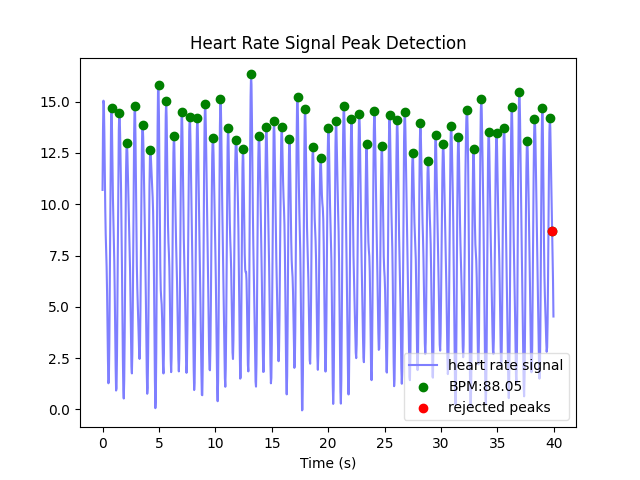 Heart Rate Signal Peak Detection
15.0
12.5
10.0
7.5
5.0
2.5
0.0
heart rate signal
BPM:88.05
rejected peaks
0 5 10 15 20 25 30 35 40
Time (s)